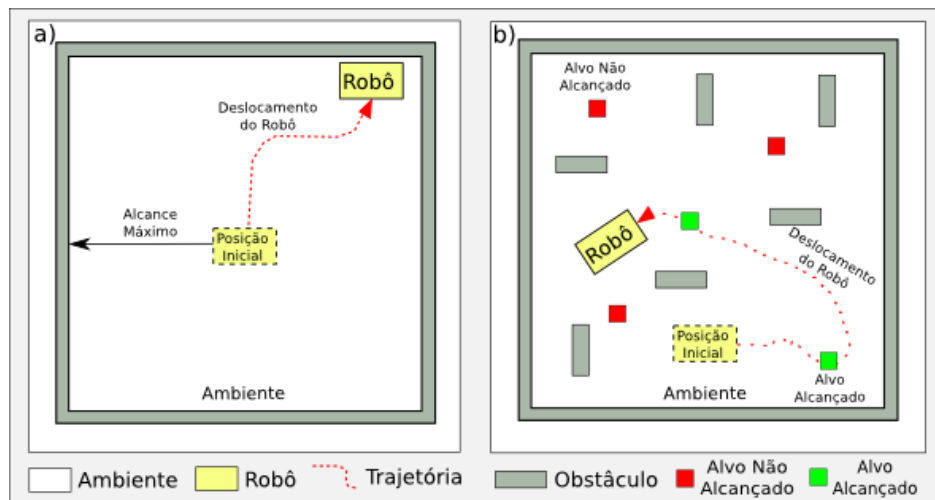 a)
Robô
Deslocamento
do Robô
Alcance
Máximo
Posição
Inicial
Ambiente
b)
Alvo Não
Alcançado
Robô
Deslocamento
do Robô
Posição
Inicial
Ambiente
Alvo
Alcançado
Ambiente
Robô
Trajetória
Obstâculo
Alvo Não
Alcançado
Alvo
Alcançado